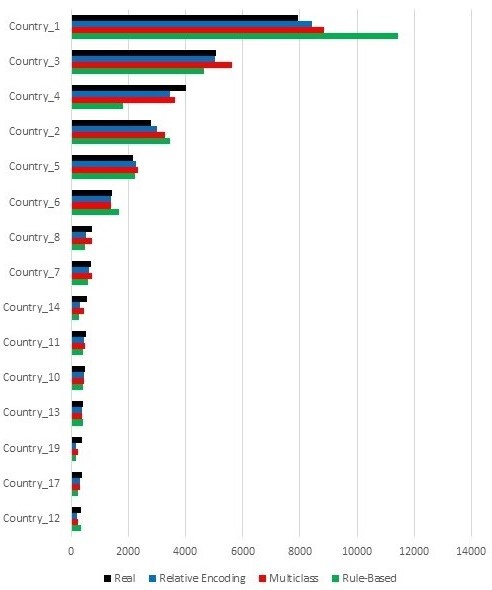 Country_1
Country_3
Country_4
Country_2
Country_5
Country_6
Country_8
Country_7
Country_14
Country_11
Country_10
Country_13
Country_19
Country_17
Country_12
0 2000 4000 6000 8000 10000 12000 14000
Real Relative Encoding Multiclass Rule-Based